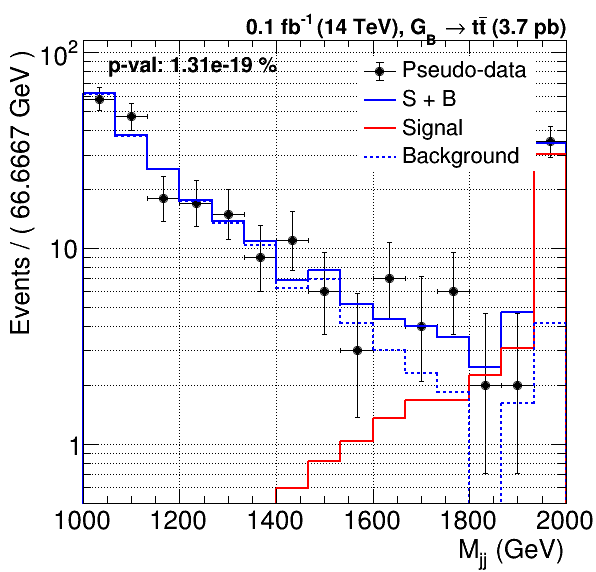 0.1 fb⁻¹ (14 TeV), G_B → tt̄ (3.7 pb)
10²
p-val: 1.31e-19 %
Pseudo-data
S + B
Signal
Background
10
1
Events / ( 66.6667 GeV )
1000 1200 1400 1600 1800 2000
M_jj (GeV)